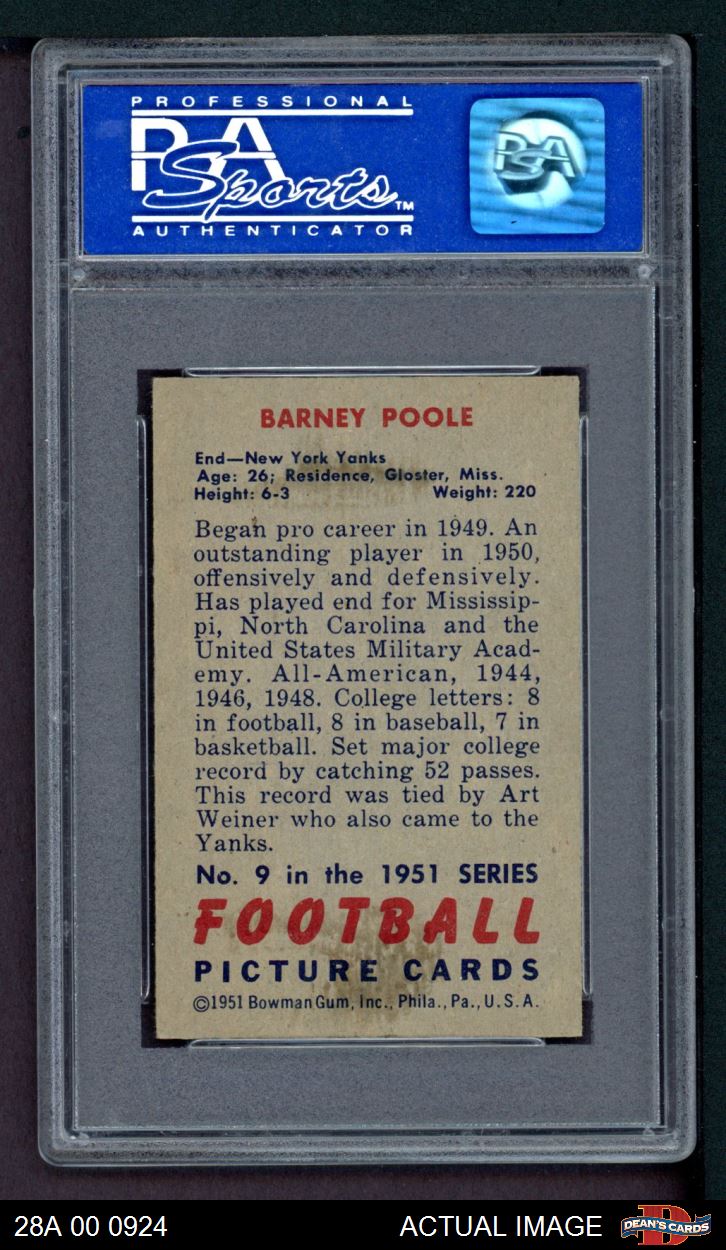 PROFESSIONAL
PSA
Sports™
AUTHENTICATOR
PSA
BARNEY POOLE
End—New York Yanks
Age: 26; Residence, Gloster, Miss.
Height: 6-3 Weight: 220
Began pro career in 1949. An
outstanding player in 1950,
offensively and defensively.
Has played end for Mississip-
pi, North Carolina and the
United States Military Acad-
emy. All-American, 1944,
1946, 1948. College letters: 8
in football, 8 in baseball, 7 in
basketball. Set major college
record by catching 52 passes.
This record was tied by Art
Weiner who also came to the
Yanks.
No. 9 in the 1951 SERIES
FOOTBALL
PICTURE CARDS
©1951 Bowman Gum, Inc., Phila., Pa., U.S.A.
28A 00 0924 ACTUAL IMAGE
D
DEAN'S CARDS